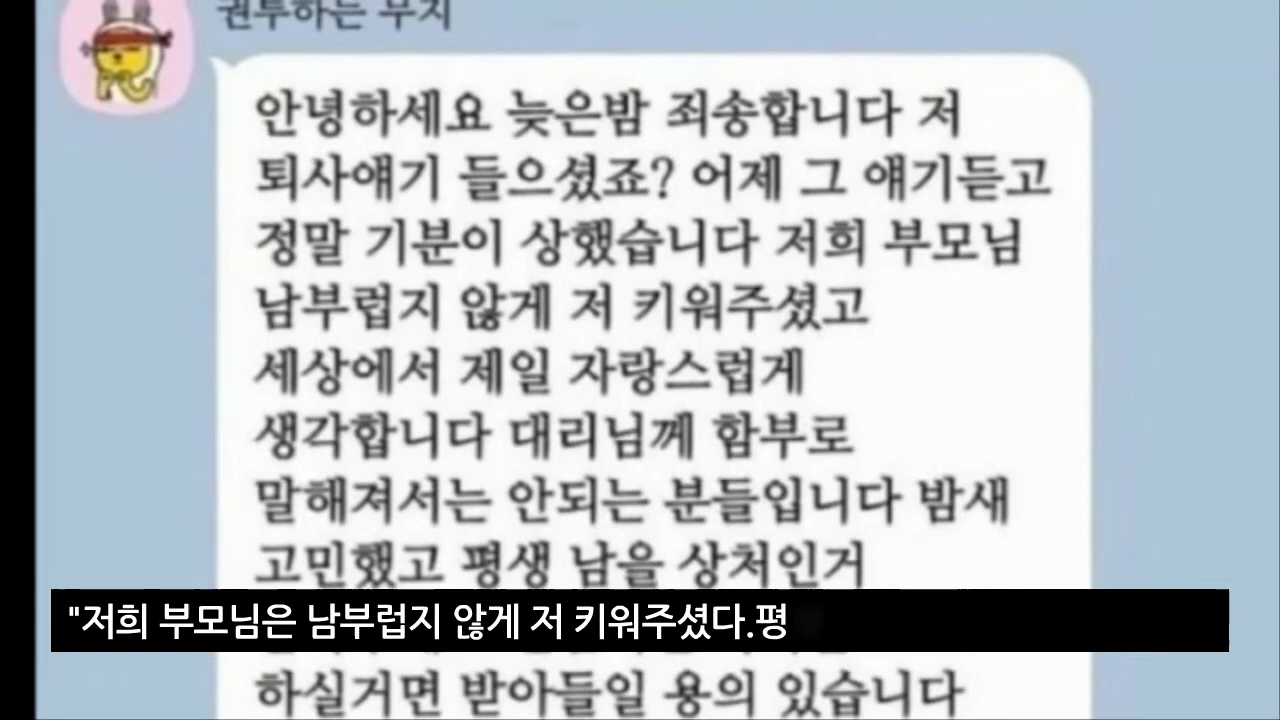 권투하는 무지
안녕하세요 늦은밤 죄송합니다 저
퇴사얘기 들으셨죠? 어제 그 얘기듣고
정말 기분이 상했습니다 저희 부모님
남부럽지 않게 저 키워주셨고
세상에서 제일 자랑스럽게
생각합니다 대리님께 함부로
말해져서는 안되는 분들입니다 밤새
고민했고 평생 남을 상처인거
"저희 부모님은 남부럽지 않게 저 키워주셨다.평
하실거면 받아들일 용의 있습니다